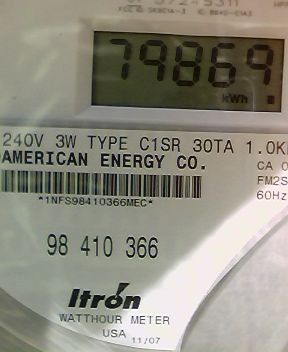 79869
kWh
240V 3W TYPE C1SR 30TA 1.0K
AMERICAN ENERGY CO.
CA 0
FM2S
60Hz
*1NFS98410366MEC*
98 410 366
Itron
WATTHOUR METER
USA 11/07